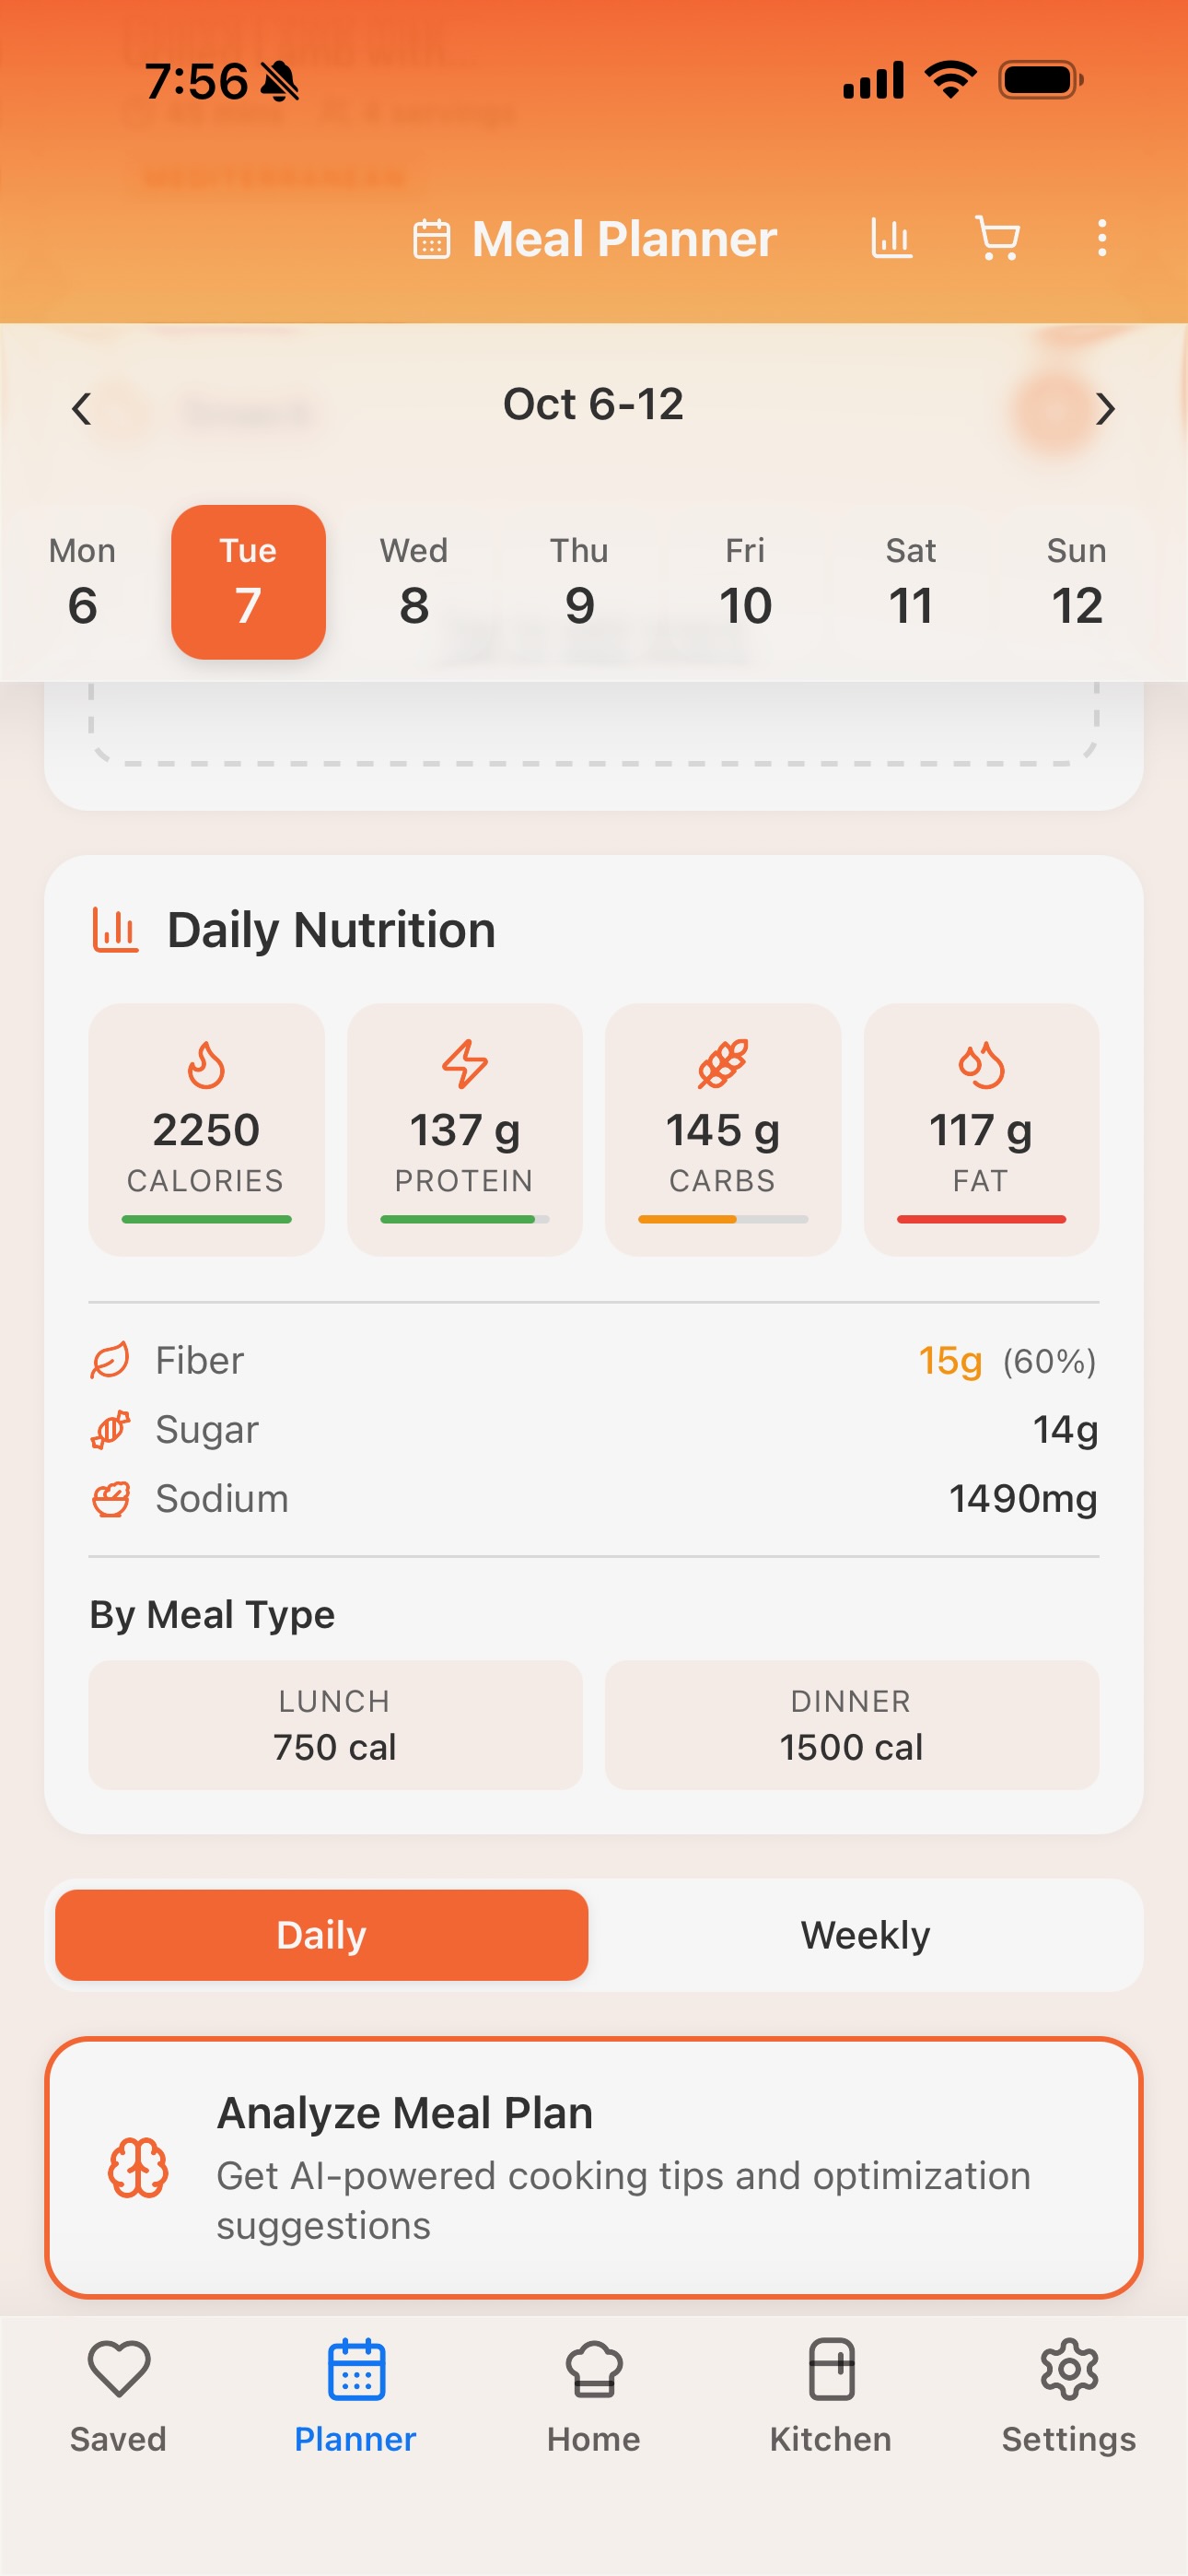 7:56
MEDITERRANEAN
Meal Planner
Oct 6-12
Mon Tue Wed Thu Fri Sat Sun
6 7 8 9 10 11 12
Daily Nutrition
2250 137 g 145 g 117 g
CALORIES PROTEIN CARBS FAT
Fiber 15g (60%)
Sugar 14g
Sodium 1490mg
By Meal Type
LUNCH DINNER
750 cal 1500 cal
Daily Weekly
Analyze Meal Plan
Get AI-powered cooking tips and optimization
suggestions
Saved Planner Home Kitchen Settings